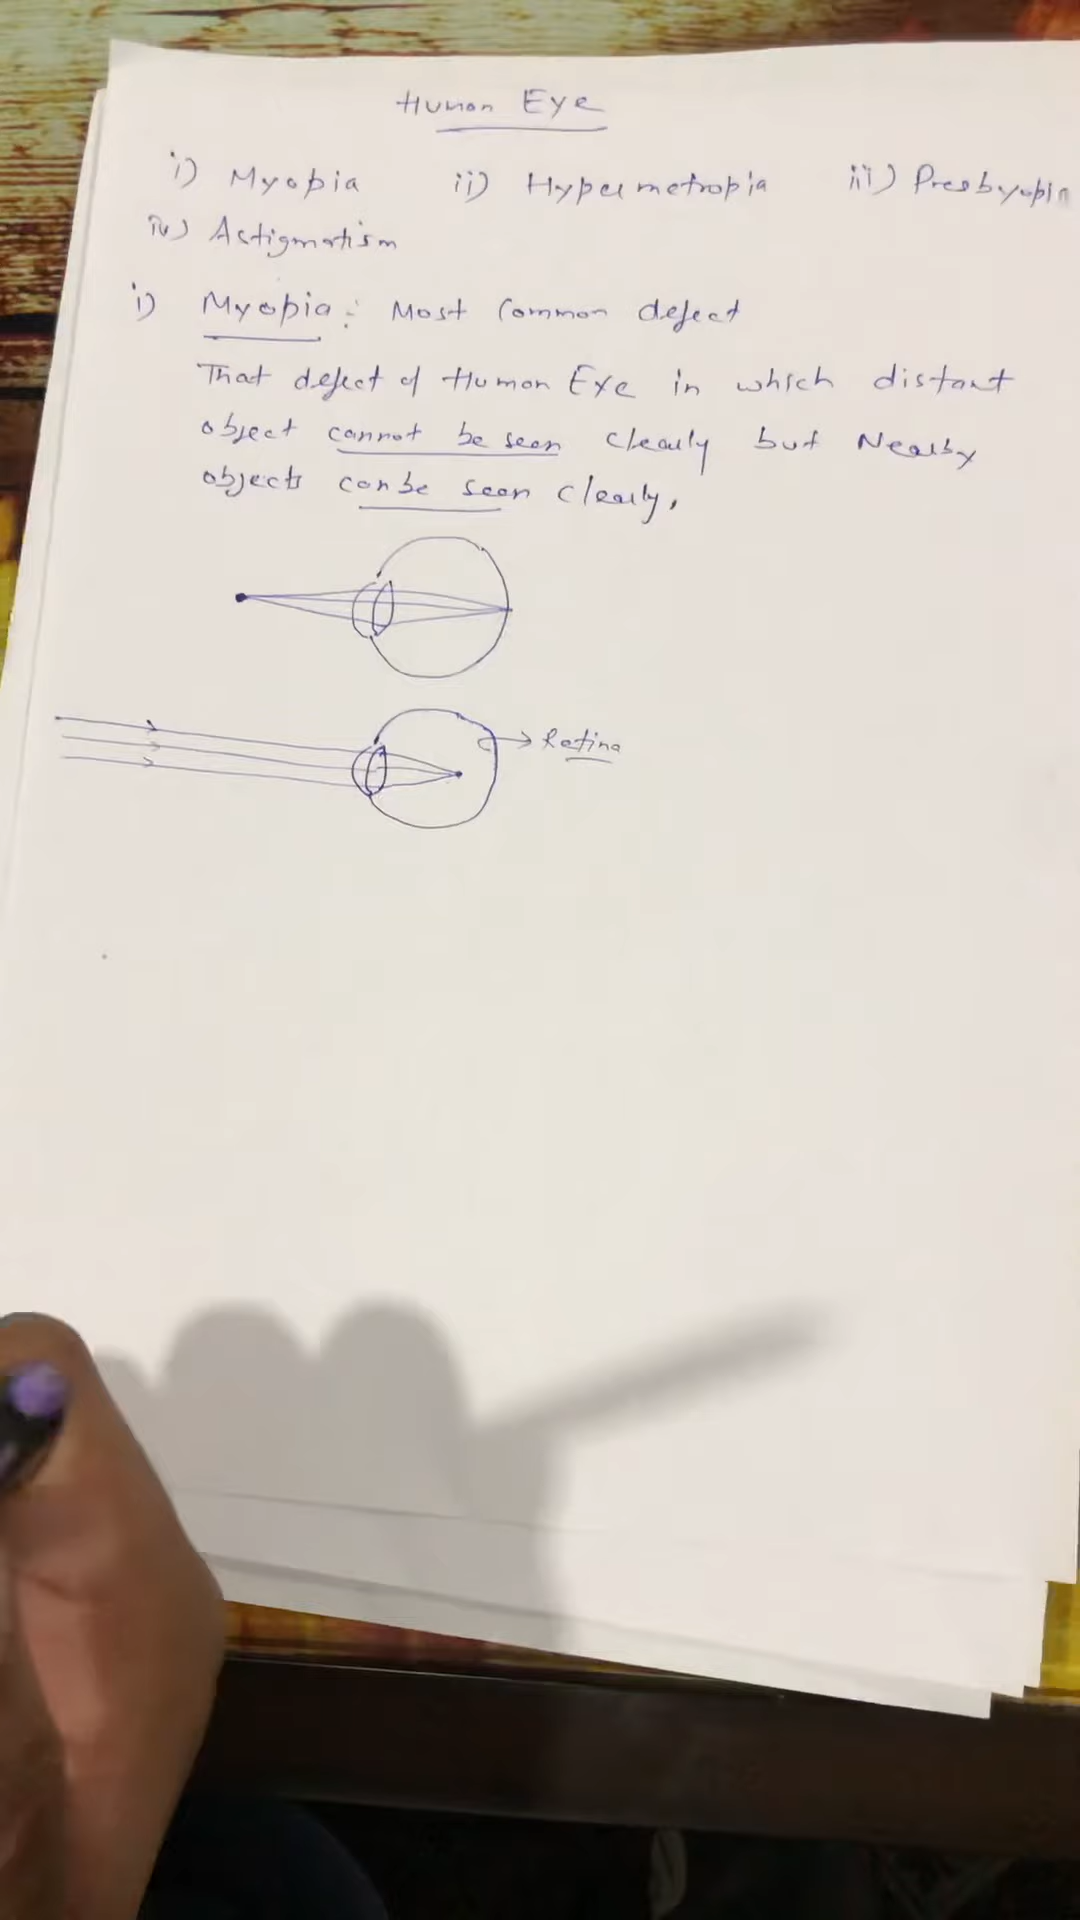 Human Eye
i) Myopia ii) Hypermetropia iii) Presbyopia
iv) Astigmatism
i) Myopia: Most Common defect
That defect of Human Eye in which distant
object cannot be seen clearly but Nearby
objects can be seen clearly.
Retina